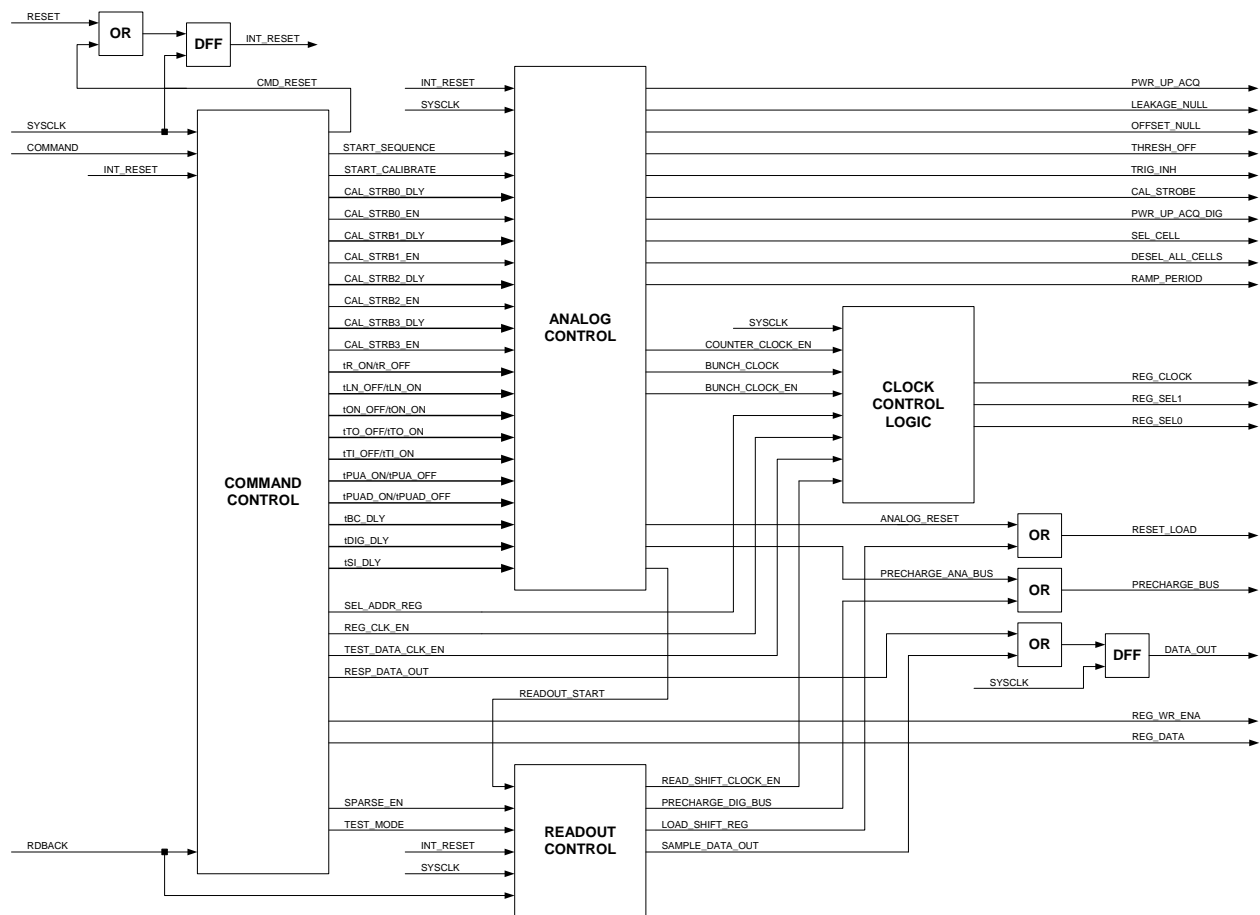 RESET
OR
DFF
INT_RESET
CMD_RESET
SYSCLK
COMMAND
INT_RESET
INT_RESET
SYSCLK
COMMAND
CONTROL
START_SEQUENCE
START_CALIBRATE
CAL_STRB0_DLY
CAL_STRB0_EN
CAL_STRB1_DLY
CAL_STRB1_EN
CAL_STRB2_DLY
CAL_STRB2_EN
CAL_STRB3_DLY
CAL_STRB3_EN
tR_ON/tR_OFF
tLN_OFF/tLN_ON
tON_OFF/tON_ON
tTO_OFF/tTO_ON
tTI_OFF/tTI_ON
tPUA_ON/tPUA_OFF
tPUAD_ON/tPUAD_OFF
tBC_DLY
tDIG_DLY
tSI_DLY
SEL_ADDR_REG
REG_CLK_EN
TEST_DATA_CLK_EN
RESP_DATA_OUT
READOUT_START
SPARSE_EN
TEST_MODE
INT_RESET
SYSCLK
RDBACK
ANALOG
CONTROL
PWR_UP_ACQ
LEAKAGE_NULL
OFFSET_NULL
THRESH_OFF
TRIG_INH
CAL_STROBE
PWR_UP_ACQ_DIG
SEL_CELL
DESEL_ALL_CELLS
RAMP_PERIOD
SYSCLK
COUNTER_CLOCK_EN
BUNCH_CLOCK
BUNCH_CLOCK_EN
CLOCK
CONTROL
LOGIC
REG_CLOCK
REG_SEL1
REG_SEL0
ANALOG_RESET
OR
RESET_LOAD
PRECHARGE_ANA_BUS
OR
PRECHARGE_BUS
OR
DFF
DATA_OUT
SYSCLK
REG_WR_ENA
REG_DATA
READOUT
CONTROL
READ_SHIFT_CLOCK_EN
PRECHARGE_DIG_BUS
LOAD_SHIFT_REG
SAMPLE_DATA_OUT